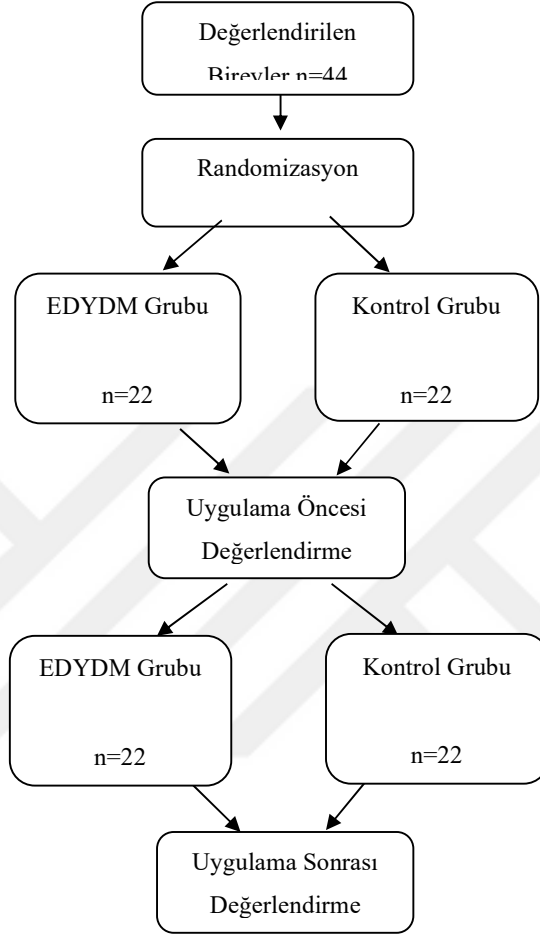 Değerlendirilen
Bireyler n=44
Randomizasyon
EDYDM Grubu
n=22
Kontrol Grubu
n=22
Uygulama Öncesi
Değerlendirme
EDYDM Grubu
n=22
Kontrol Grubu
n=22
Uygulama Sonrası
Değerlendirme